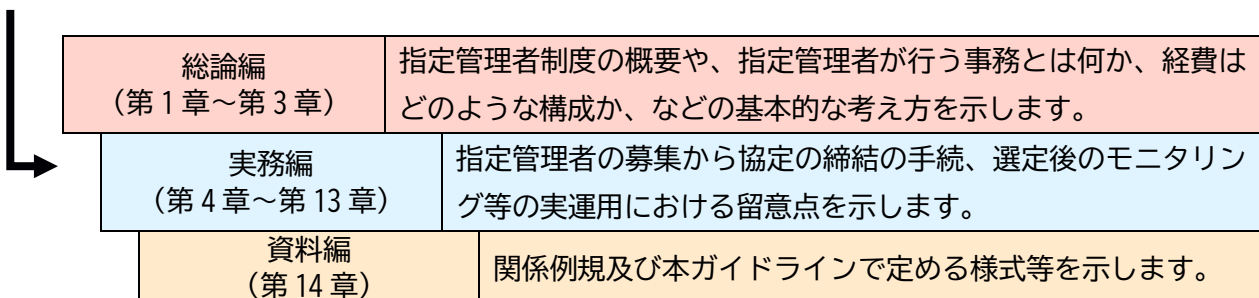 総論編
（第1章～第3章）
指定管理者制度の概要や、指定管理者が行う事務とは何か、経費は
どのような構成か、などの基本的な考え方を示します。
実務編
（第4章～第13章）
指定管理者の募集から協定の締結の手続、選定後のモニタリン
グ等の実運用における留意点を示します。
資料編
（第14章）
関係例規及び本ガイドラインで定める様式等を示します。